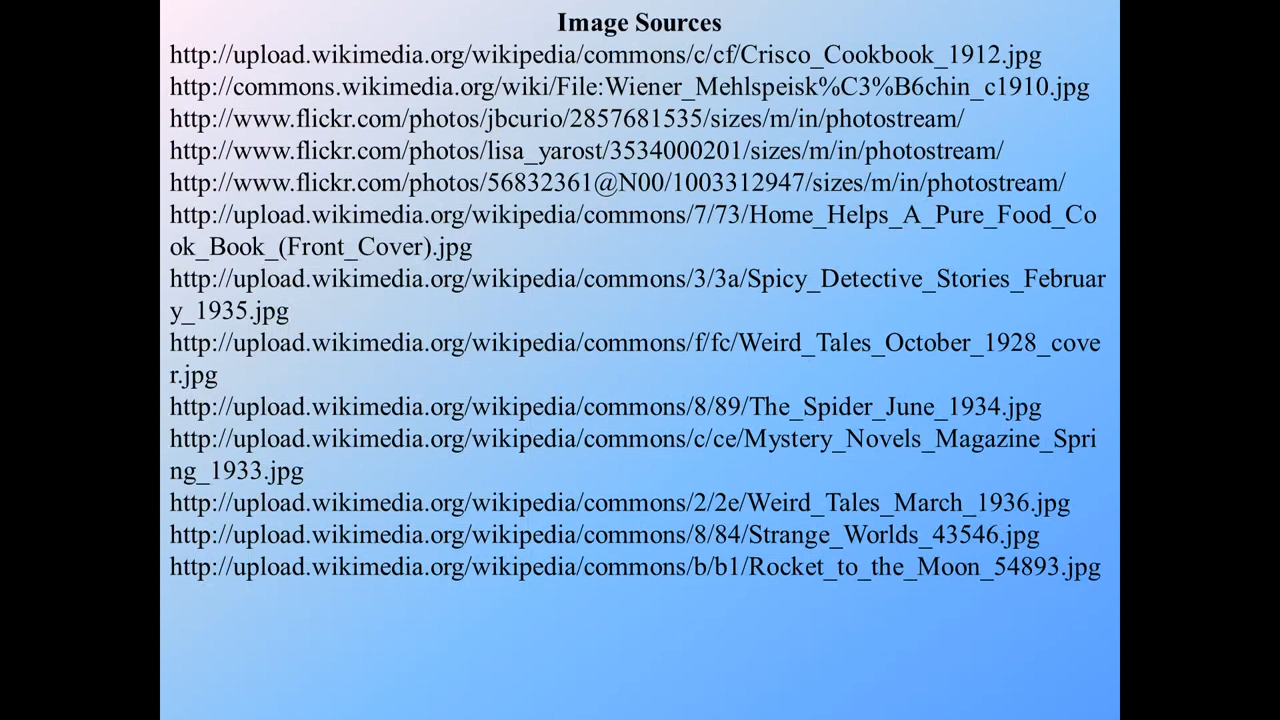 Image Sources
http://upload.wikimedia.org/wikipedia/commons/c/cf/Crisco_Cookbook_1912.jpg
http://commons.wikimedia.org/wiki/File:Wiener_Mehlspeisk%C3%B6chin_c1910.jpg
http://www.flickr.com/photos/jbcurio/2857681535/sizes/m/in/photostream/
http://www.flickr.com/photos/lisa_yarost/3534000201/sizes/m/in/photostream/
http://www.flickr.com/photos/56832361@N00/1003312947/sizes/m/in/photostream/
http://upload.wikimedia.org/wikipedia/commons/7/73/Home_Helps_A_Pure_Food_Co
ok_Book_(Front_Cover).jpg
http://upload.wikimedia.org/wikipedia/commons/3/3a/Spicy_Detective_Stories_Februar
y_1935.jpg
http://upload.wikimedia.org/wikipedia/commons/f/fc/Weird_Tales_October_1928_cove
r.jpg
http://upload.wikimedia.org/wikipedia/commons/8/89/The_Spider_June_1934.jpg
http://upload.wikimedia.org/wikipedia/commons/c/ce/Mystery_Novels_Magazine_Spri
ng_1933.jpg
http://upload.wikimedia.org/wikipedia/commons/2/2e/Weird_Tales_March_1936.jpg
http://upload.wikimedia.org/wikipedia/commons/8/84/Strange_Worlds_43546.jpg
http://upload.wikimedia.org/wikipedia/commons/b/b1/Rocket_to_the_Moon_54893.jpg